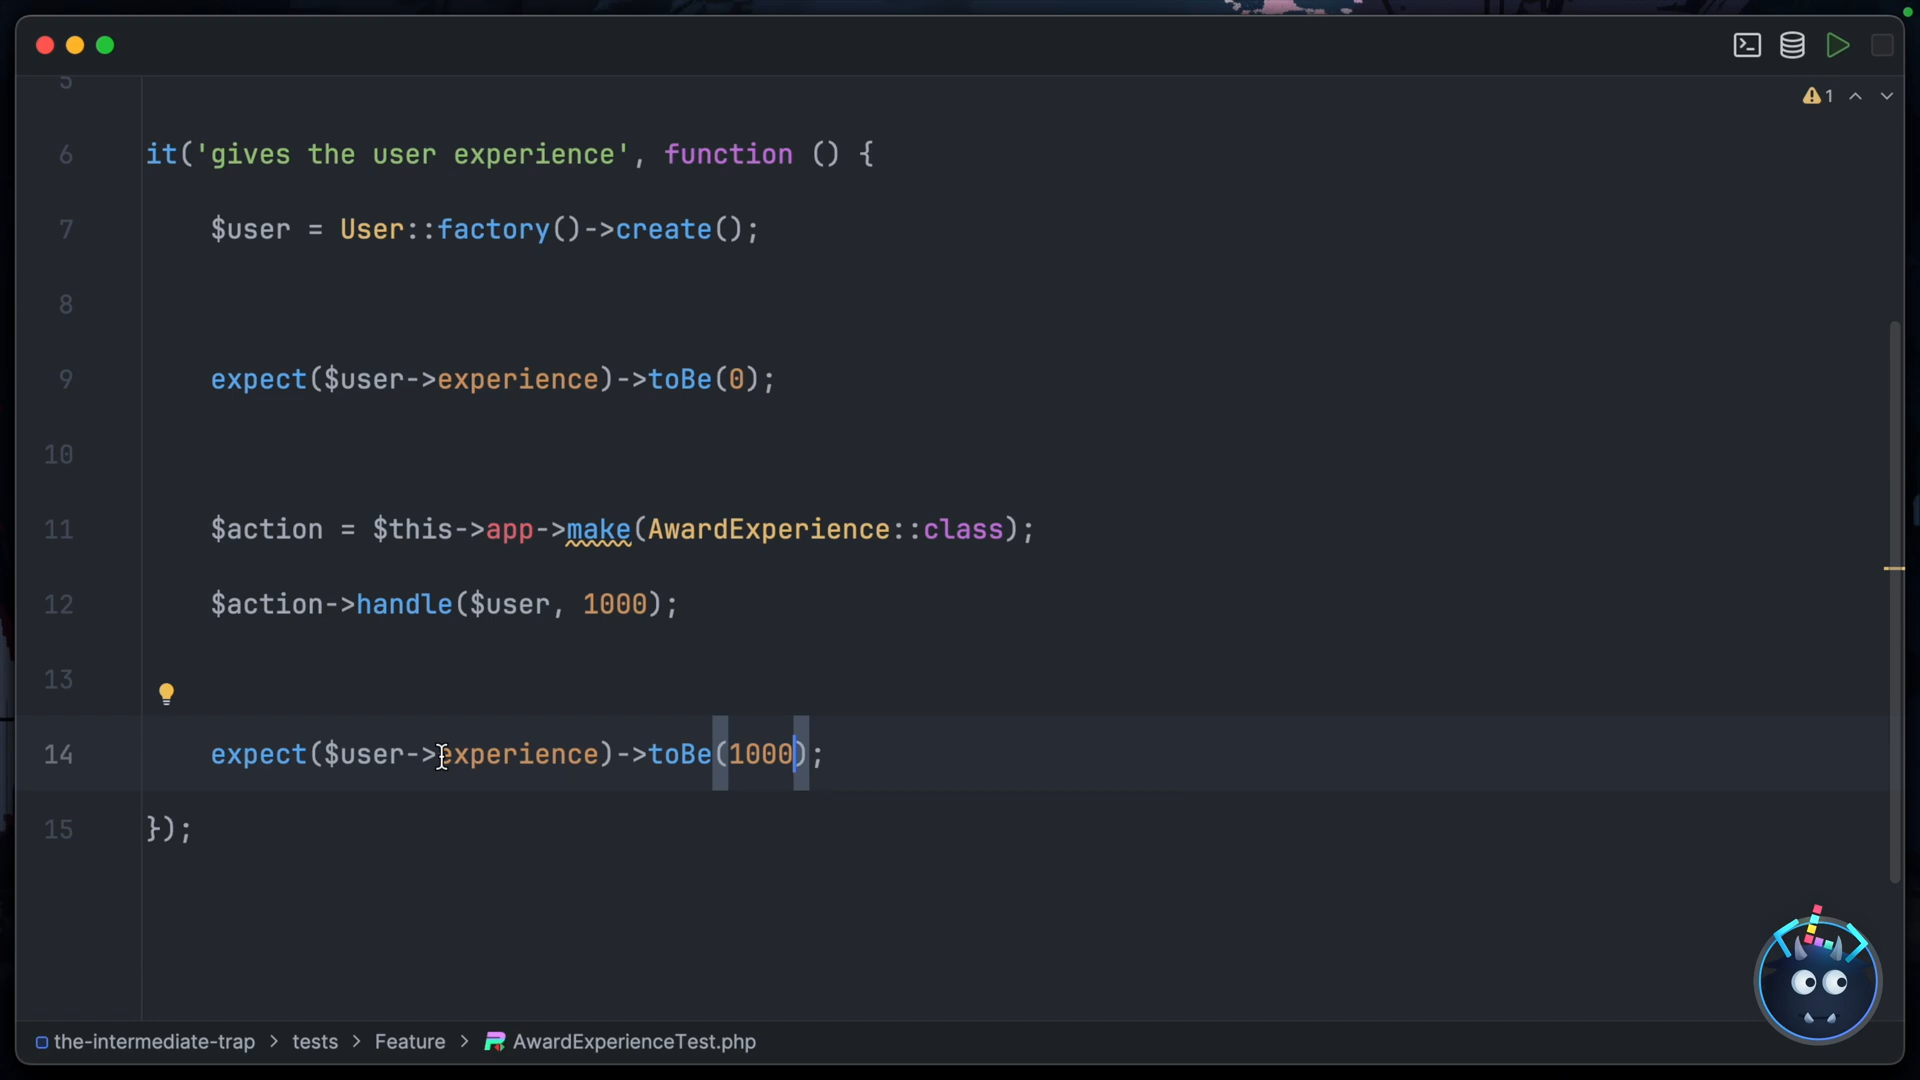 1
5
6 it('gives the user experience', function () {
7 $user = User::factory()->create();
8
9 expect($user->experience)->toBe(0);
10
11 $action = $this->app->make(AwardExperience::class);
12 $action->handle($user, 1000);
13
14 expect($user->experience)->toBe(1000);
15 });
the-intermediate-trap > tests > Feature > AwardExperienceTest.php